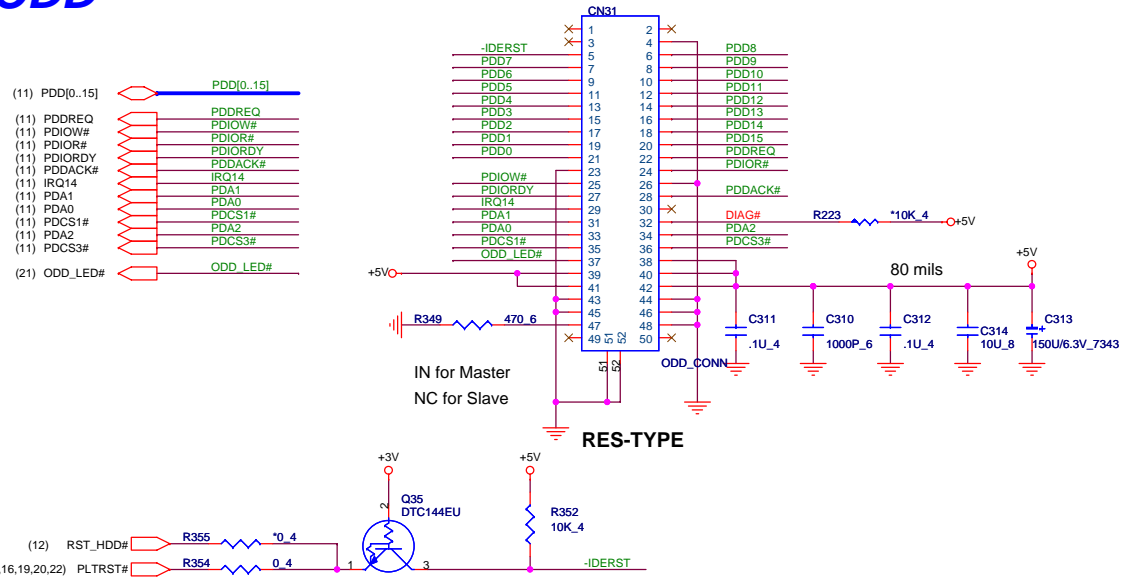 ODD
(11) PDD[0..15] PDD[0..15]
(11) PDDREQ PDDREQ
(11) PDIOW# PDIOW#
(11) PDIOR# PDIOR#
(11) PDIORDY PDIORDY
(11) PDDACK# PDDACK#
(11) IRQ14 IRQ14
(11) PDA1 PDA1
(11) PDA0 PDA0
(11) PDCS1# PDCS1#
(11) PDA2 PDA2
(11) PDCS3# PDCS3#
(21) ODD_LED# ODD_LED#
CN31
1 2
3 4
-IDERST 5 6 PDD8
PDD7 7 8 PDD9
PDD6 9 10 PDD10
PDD5 11 12 PDD11
PDD4 13 14 PDD12
PDD3 15 16 PDD13
PDD2 17 18 PDD14
PDD1 19 20 PDD15
PDD0 21 22 PDDREQ
23 24 PDIOR#
PDIOW# 25 26
PDIORDY 27 28 PDDACK#
IRQ14 29 30
PDA1 31 32 DIAG# R223 *10K_4 +5V
PDA0 33 34 PDA2
PDCS1# 35 36 PDCS3#
ODD_LED# 37 38
+5V 39 40
41 42
43 44
45 46
R349 470_6 47 48
49 50
51 52
51 52
ODD_CONN
80 mils
+5V
C311
.1U_4
C310
1000P_6
C312
.1U_4
C314
10U_8
C313
+
150U/6.3V_7343
IN for Master
NC for Slave
RES-TYPE
+3V
+5V
Q35
DTC144EU
2
1
3
R352
10K_4
(12) RST_HDD# R355 *0_4
,16,19,20,22) PLTRST# R354 0_4
-IDERST